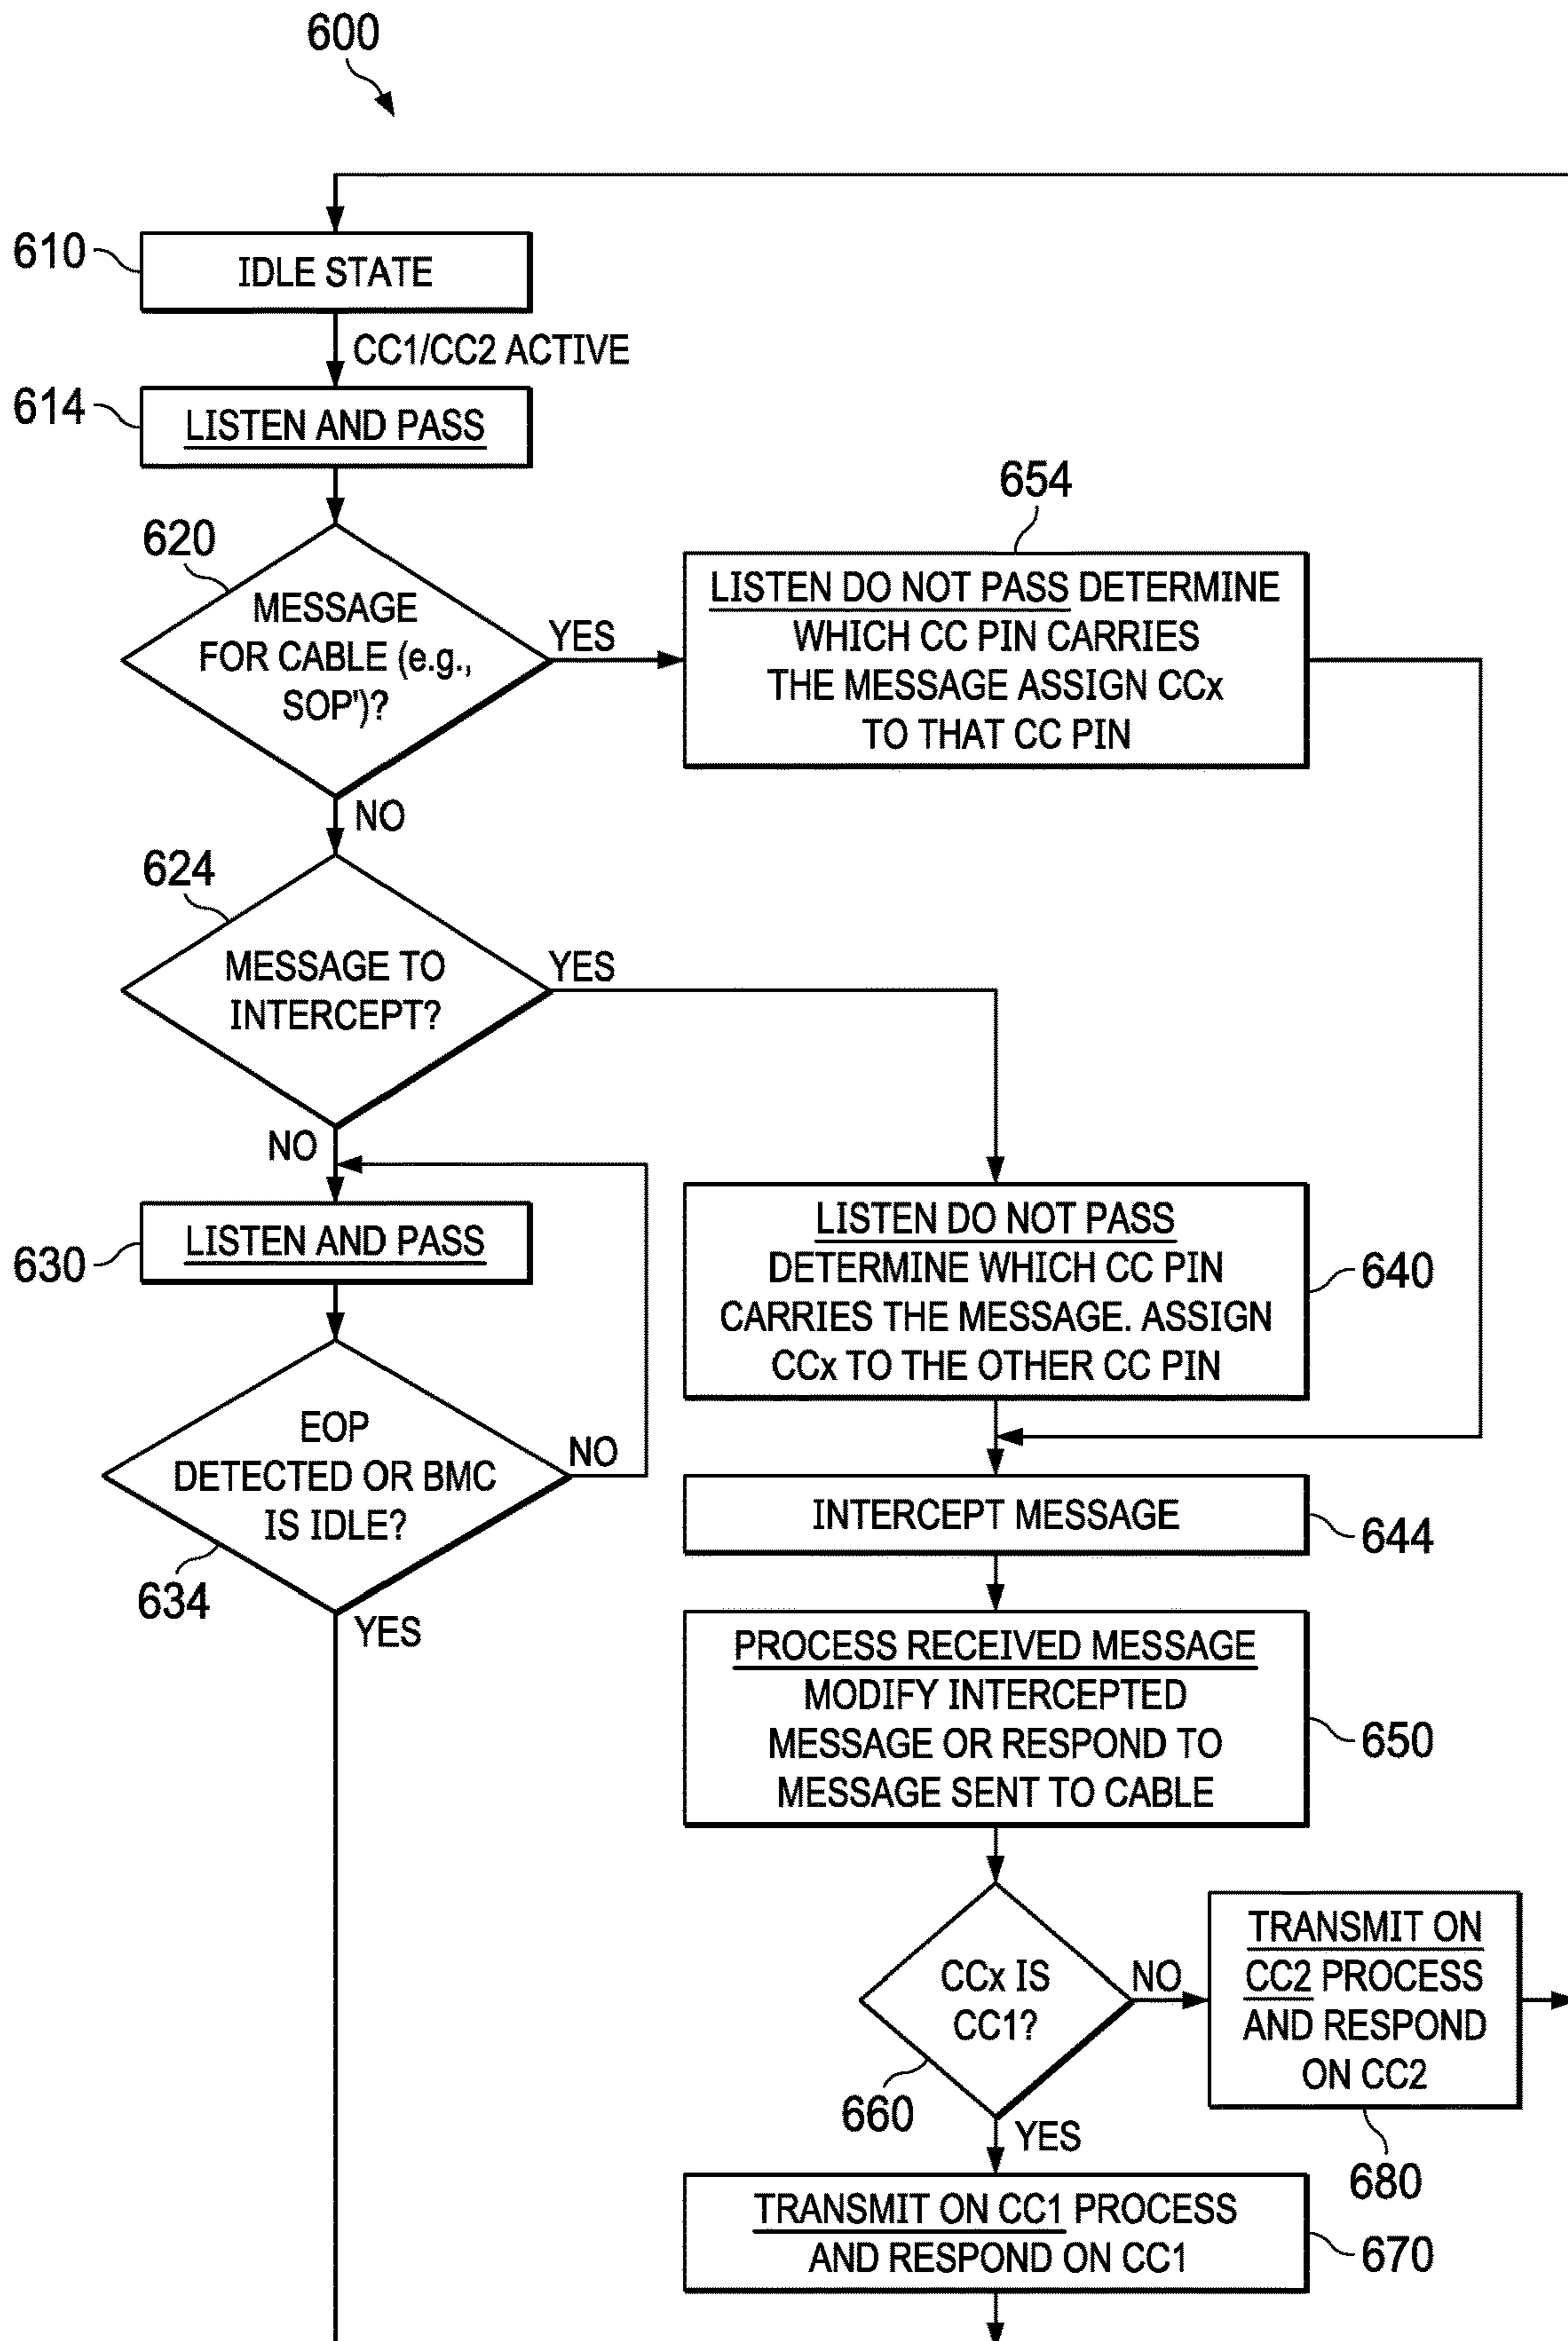 600
610
IDLE STATE
CC1/CC2 ACTIVE
614
LISTEN AND PASS
620
MESSAGE
FOR CABLE (e.g.,
SOP')?
YES
NO
654
LISTEN DO NOT PASS DETERMINE
WHICH CC PIN CARRIES
THE MESSAGE ASSIGN CCx
TO THAT CC PIN
624
MESSAGE TO
INTERCEPT?
YES
NO
630
LISTEN AND PASS
640
LISTEN DO NOT PASS
DETERMINE WHICH CC PIN
CARRIES THE MESSAGE. ASSIGN
CCx TO THE OTHER CC PIN
EOP
DETECTED OR BMC
IS IDLE?
NO
634
YES
INTERCEPT MESSAGE
644
PROCESS RECEIVED MESSAGE
MODIFY INTERCEPTED
MESSAGE OR RESPOND TO
MESSAGE SENT TO CABLE
650
CCx IS
CC1?
NO
660
YES
TRANSMIT ON
CC2 PROCESS
AND RESPOND
ON CC2
680
TRANSMIT ON CC1 PROCESS
AND RESPOND ON CC1
670